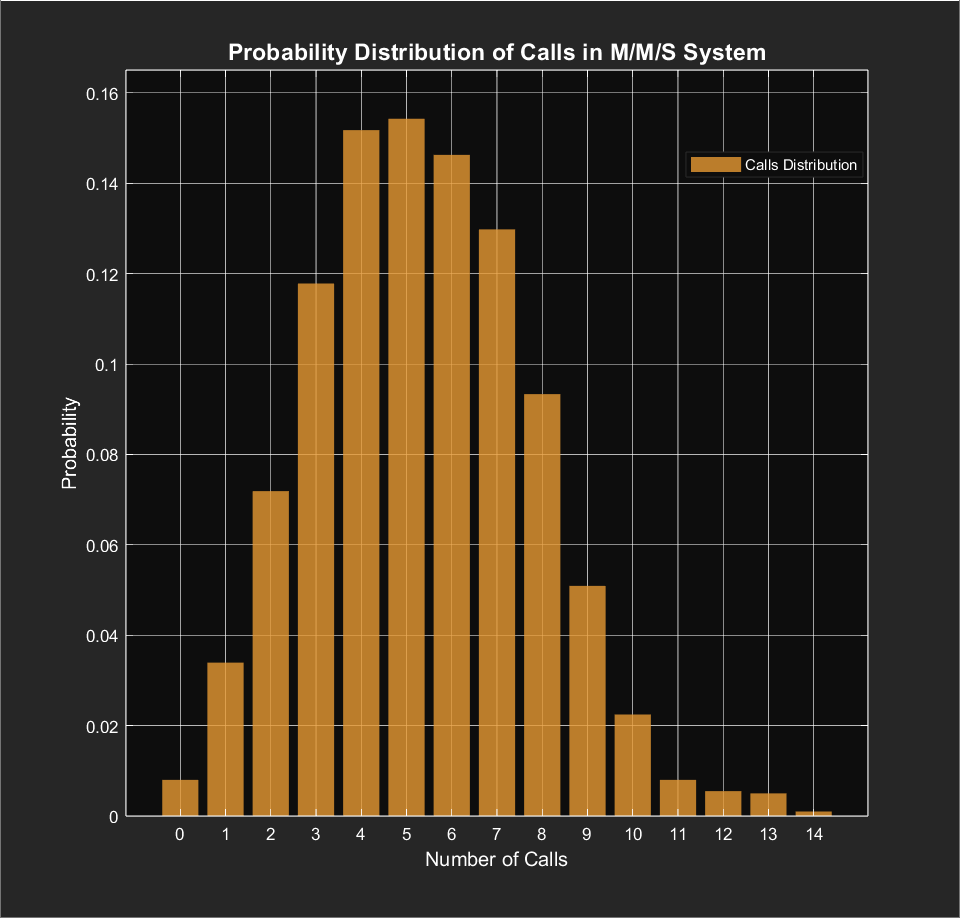 Probability Distribution of Calls in M/M/S System
0.16
0.14
0.12
0.1
0.08
0.06
0.04
0.02
0
Probability
Calls Distribution
0 1 2 3 4 5 6 7 8 9 10 11 12 13 14
Number of Calls